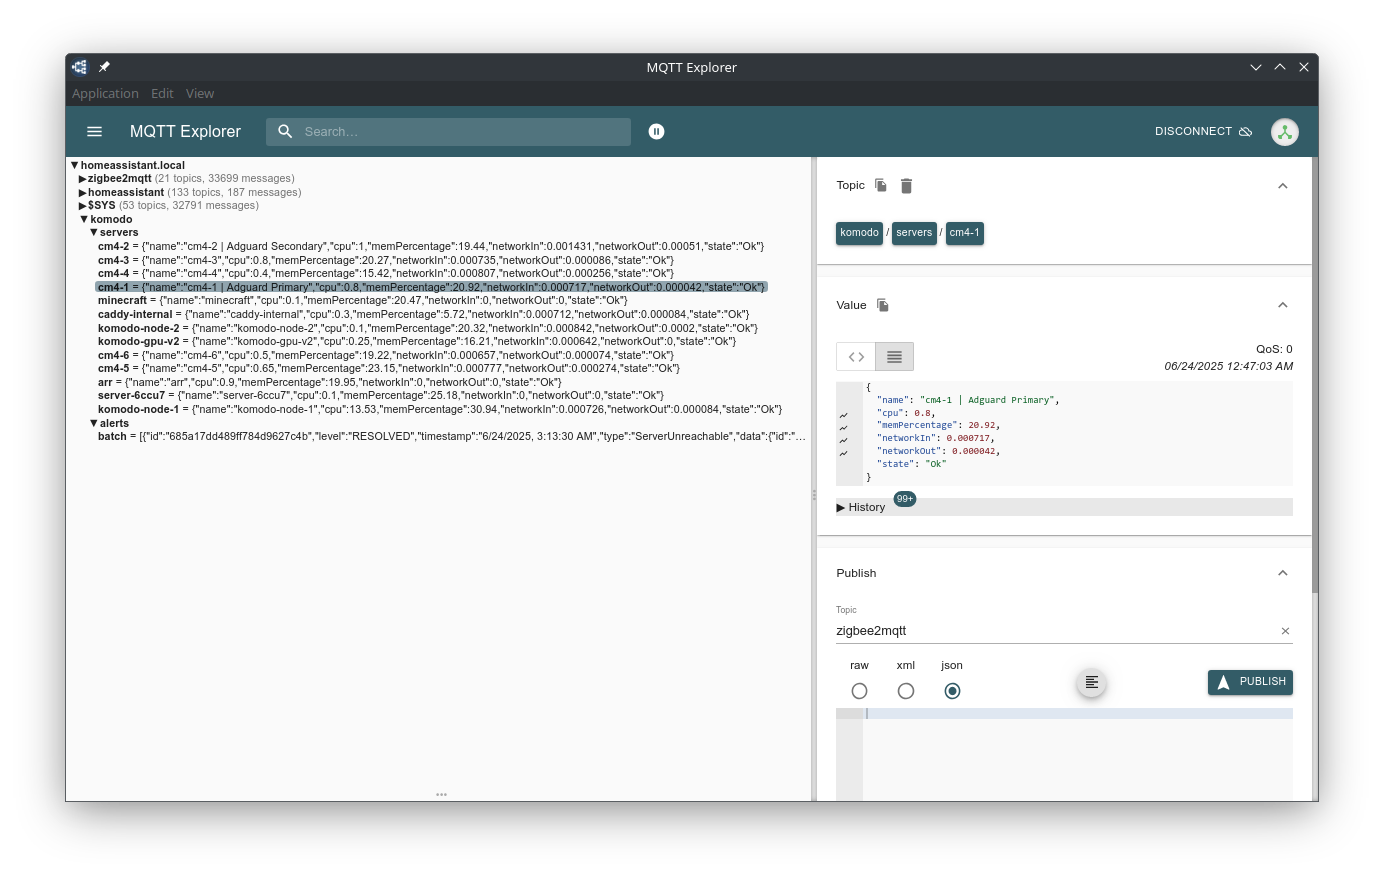 MQTT Explorer
Application Edit View
MQTT Explorer
Search...
DISCONNECT
▼homeassistant.local
▶zigbee2mqtt (21 topics, 33699 messages)
▶homeassistant (133 topics, 187 messages)
▶$SYS (53 topics, 32791 messages)
▼komodo
▼servers
cm4-2 = {"name":"cm4-2 | Adguard Secondary","cpu":1,"memPercentage":19.44,"networkIn":0.001431,"networkOut":0.00051,"state":"Ok"}
cm4-3 = {"name":"cm4-3","cpu":0.8,"memPercentage":20.27,"networkIn":0.000735,"networkOut":0.000086,"state":"Ok"}
cm4-4 = {"name":"cm4-4","cpu":0.4,"memPercentage":15.42,"networkIn":0.000807,"networkOut":0.000256,"state":"Ok"}
cm4-1 = {"name":"cm4-1 | Adguard Primary","cpu":0.8,"memPercentage":20.92,"networkIn":0.000717,"networkOut":0.000042,"state":"Ok"}
minecraft = {"name":"minecraft","cpu":0.1,"memPercentage":20.47,"networkIn":0,"networkOut":0,"state":"Ok"}
caddy-internal = {"name":"caddy-internal","cpu":0.3,"memPercentage":5.72,"networkIn":0.000712,"networkOut":0.000084,"state":"Ok"}
komodo-node-2 = {"name":"komodo-node-2","cpu":0.1,"memPercentage":20.32,"networkIn":0.000842,"networkOut":0.0002,"state":"Ok"}
komodo-gpu-v2 = {"name":"komodo-gpu-v2","cpu":0.25,"memPercentage":16.21,"networkIn":0.000642,"networkOut":0,"state":"Ok"}
cm4-6 = {"name":"cm4-6","cpu":0.5,"memPercentage":19.22,"networkIn":0.000657,"networkOut":0.000074,"state":"Ok"}
cm4-5 = {"name":"cm4-5","cpu":0.65,"memPercentage":23.15,"networkIn":0.000777,"networkOut":0.000274,"state":"Ok"}
arr = {"name":"arr","cpu":0.9,"memPercentage":19.95,"networkIn":0,"networkOut":0,"state":"Ok"}
server-6ccu7 = {"name":"server-6ccu7","cpu":0.1,"memPercentage":25.18,"networkIn":0,"networkOut":0,"state":"Ok"}
komodo-node-1 = {"name":"komodo-node-1","cpu":13.53,"memPercentage":30.94,"networkIn":0.000726,"networkOut":0.000084,"state":"Ok"}
▼alerts
batch = [{"id":"685a17dd489ff784d9627c4b","level":"RESOLVED","timestamp":"6/24/2025, 3:13:30 AM","type":"ServerUnreachable","data":{"id":"...
Topic
komodo / servers / cm4-1
Value
QoS: 0
06/24/2025 12:47:03 AM
{
"name": "cm4-1 | Adguard Primary",
"cpu": 0.8,
"memPercentage": 20.92,
"networkIn": 0.000717,
"networkOut": 0.000042,
"state": "Ok"
}
▶ History 99+
Publish
Topic
zigbee2mqtt
raw xml json
PUBLISH